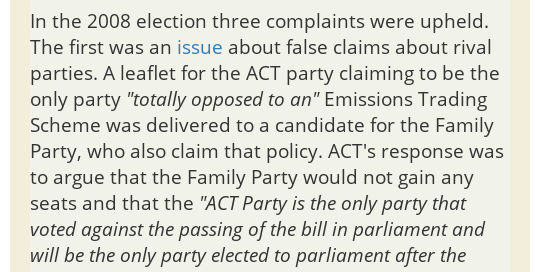 In the 2008 election three complaints were upheld.
The first was an issue about false claims about rival
parties. A leaflet for the ACT party claiming to be the
only party "totally opposed to an" Emissions Trading
Scheme was delivered to a candidate for the Family
Party, who also claim that policy. ACT's response was
to argue that the Family Party would not gain any
seats and that the "ACT Party is the only party that
voted against the passing of the bill in parliament and
will be the only party elected to parliament after the